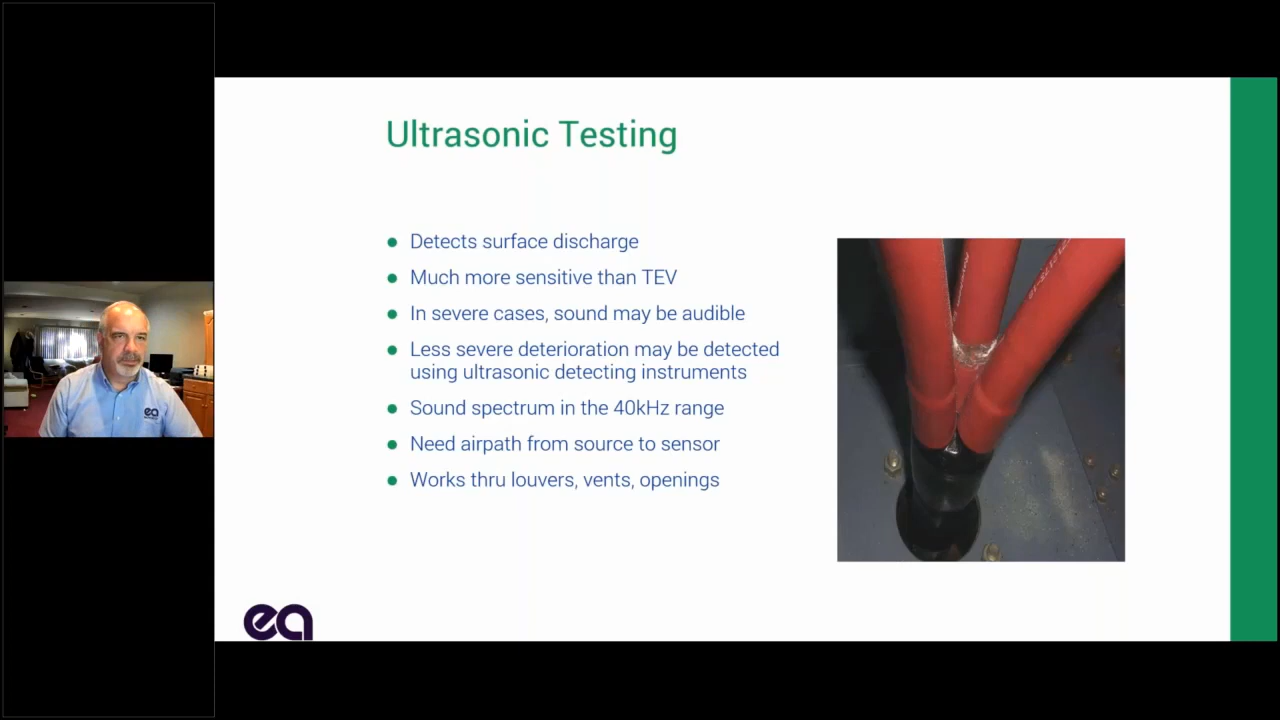 Ultrasonic Testing
Detects surface discharge
Much more sensitive than TEV
In severe cases, sound may be audible
Less severe deterioration may be detected
using ultrasonic detecting instruments
Sound spectrum in the 40kHz range
Need airpath from source to sensor
Works thru louvers, vents, openings
ea
ea